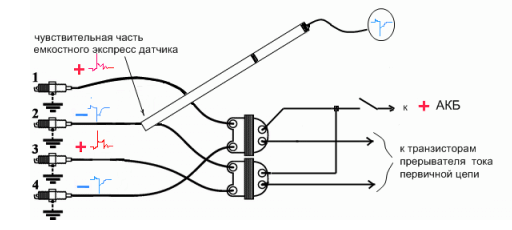 чувствительная часть
емкостного экспресс датчика
1 +
2 −
3 +
4 −
к + АКБ
к транзисторам
прерывателя тока
первичной цепи